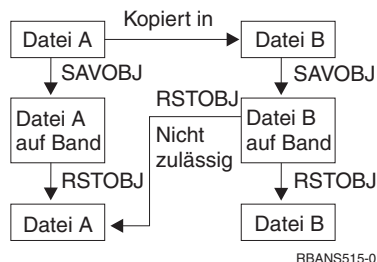 Kopiert in
Datei A
Datei B
SAVOBJ
SAVOBJ
Datei A
auf Band
RSTOBJ
Nicht
zulässig
Datei B
auf Band
RSTOBJ
RSTOBJ
Datei A
Datei B
RBANS515-0